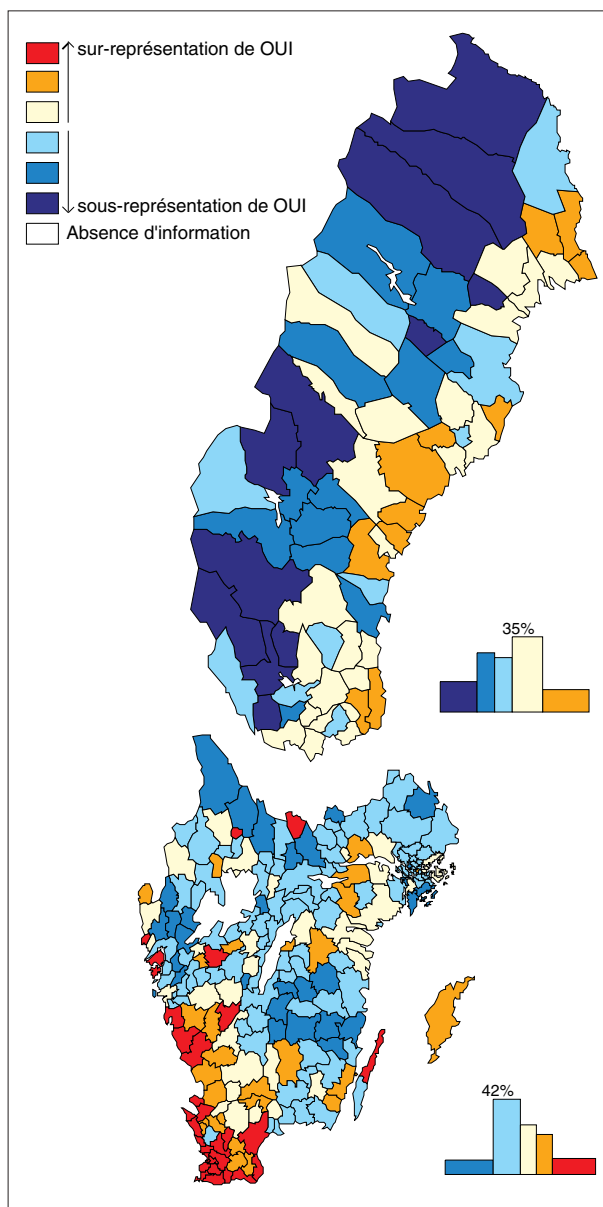 sur-représentation de OUI
sous-représentation de OUI
Absence d'information
35%
42%